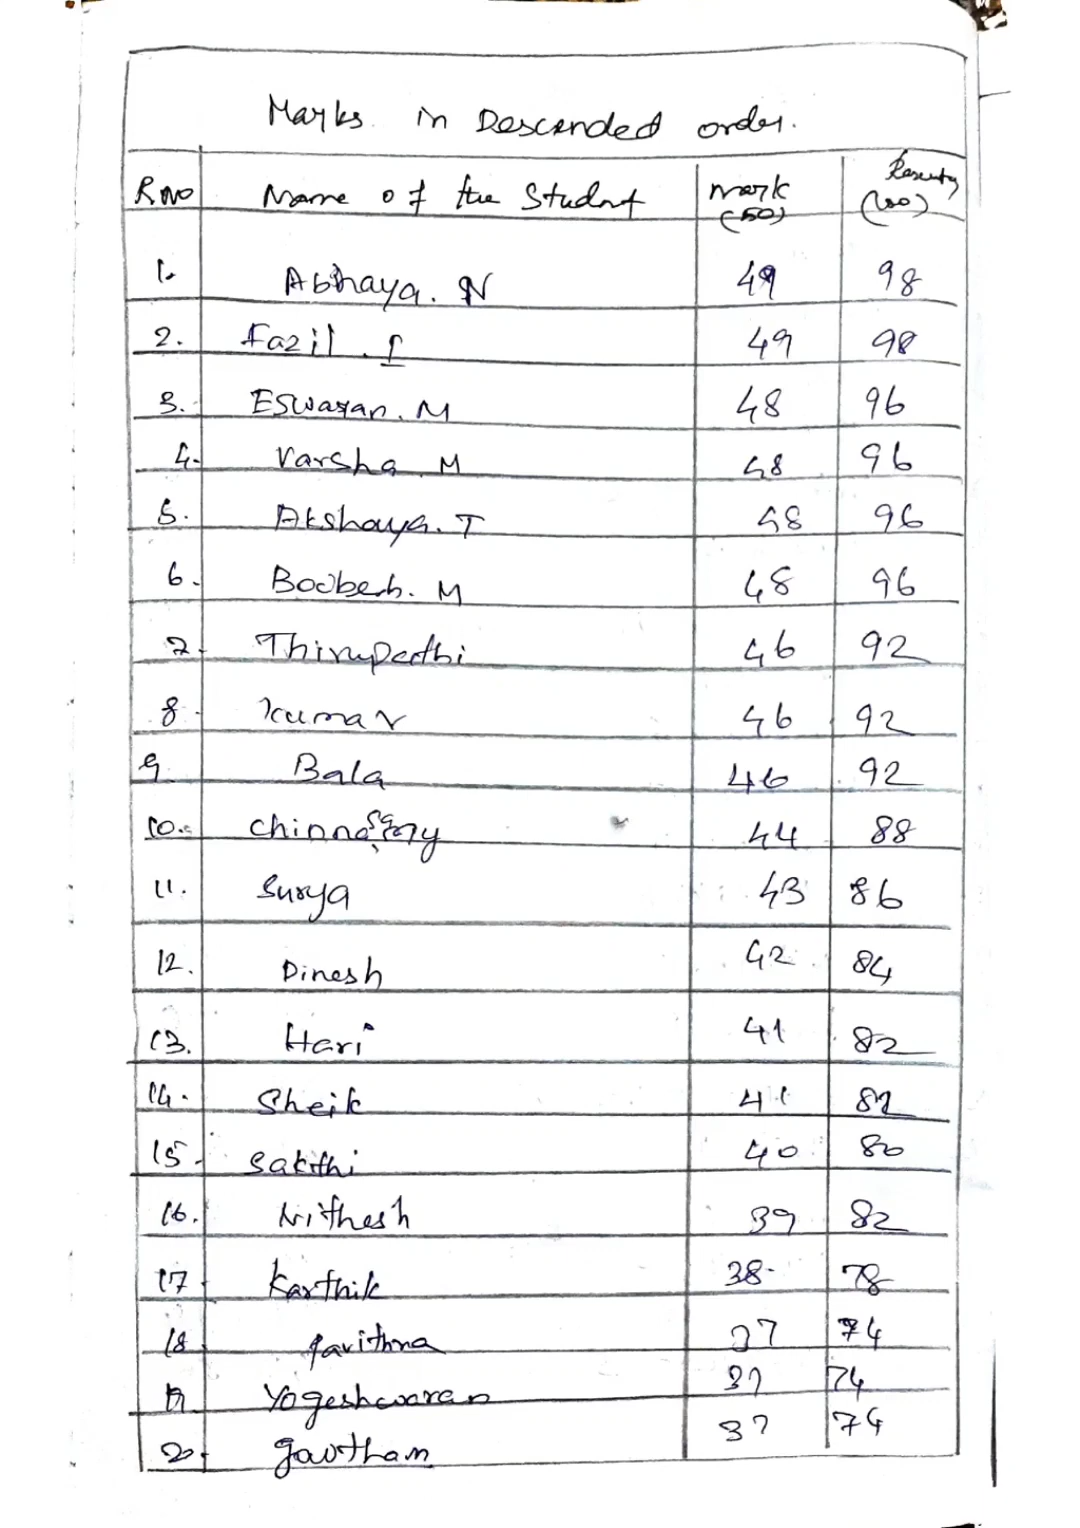 Marks in Descended order.
R.No Name of the Student mark (50) (100)
1. Abhaya. N 49 98
2. Fazil. I 49 98
3. Eswaran. M 48 96
4. Varsha M 48 96
5. Akshaya. T 48 96
6. Boobesh. M 48 96
7. Thirupathi 46 92
8. kumar 46 92
9. Bala 46 92
10. 44 88
11. Surya 43 86
12. Dinesh 42 84
13. Hari 41 82
14. Sheik 41 82
15. Sakthi 40 80
16. Nithesh 39 82
17 Karthik 38 78
18 Pavithna 37 74
19 Yogeshwaran 37 74
20 Gowtham 37 74